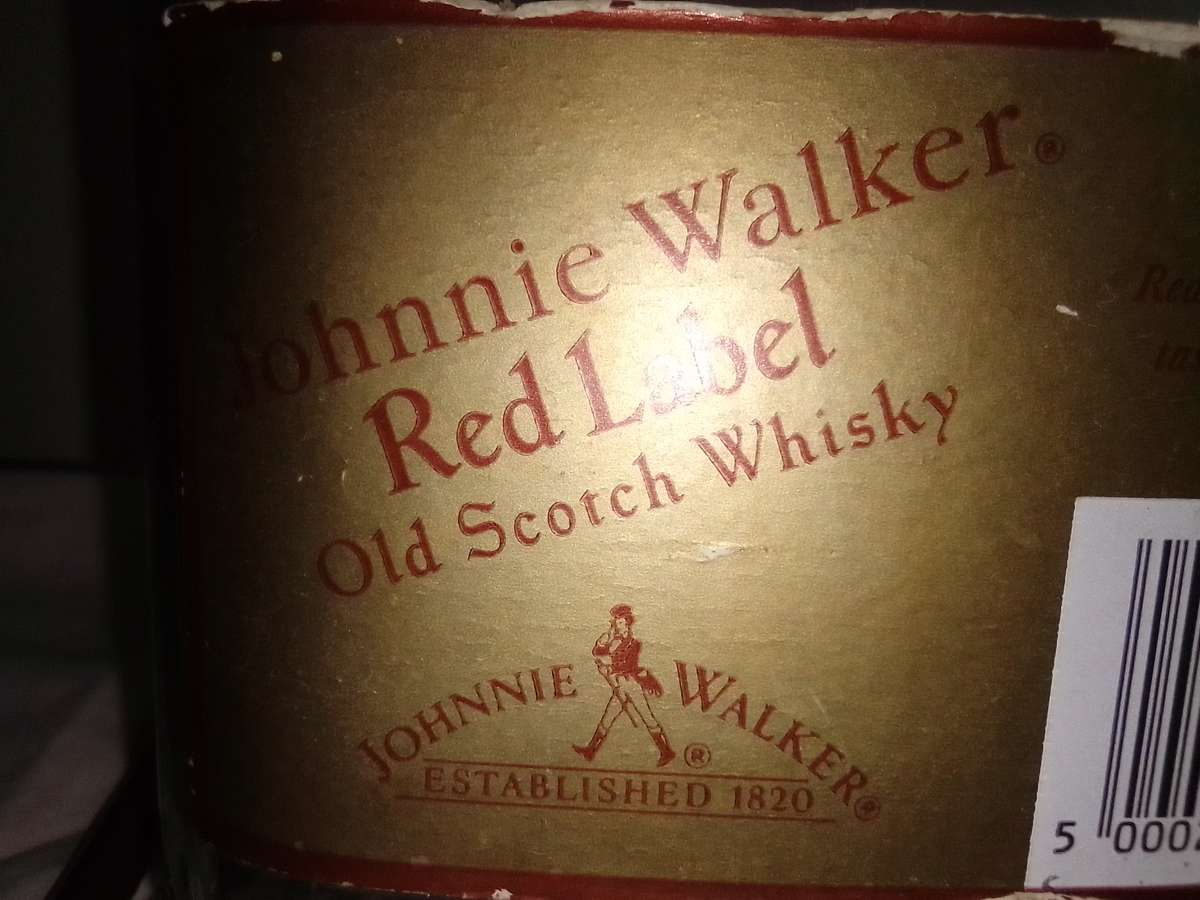 Johnnie Walker®
Red Label
Old Scotch Whisky
JOHNNIE WALKER®
®
ESTABLISHED 1820
5 000